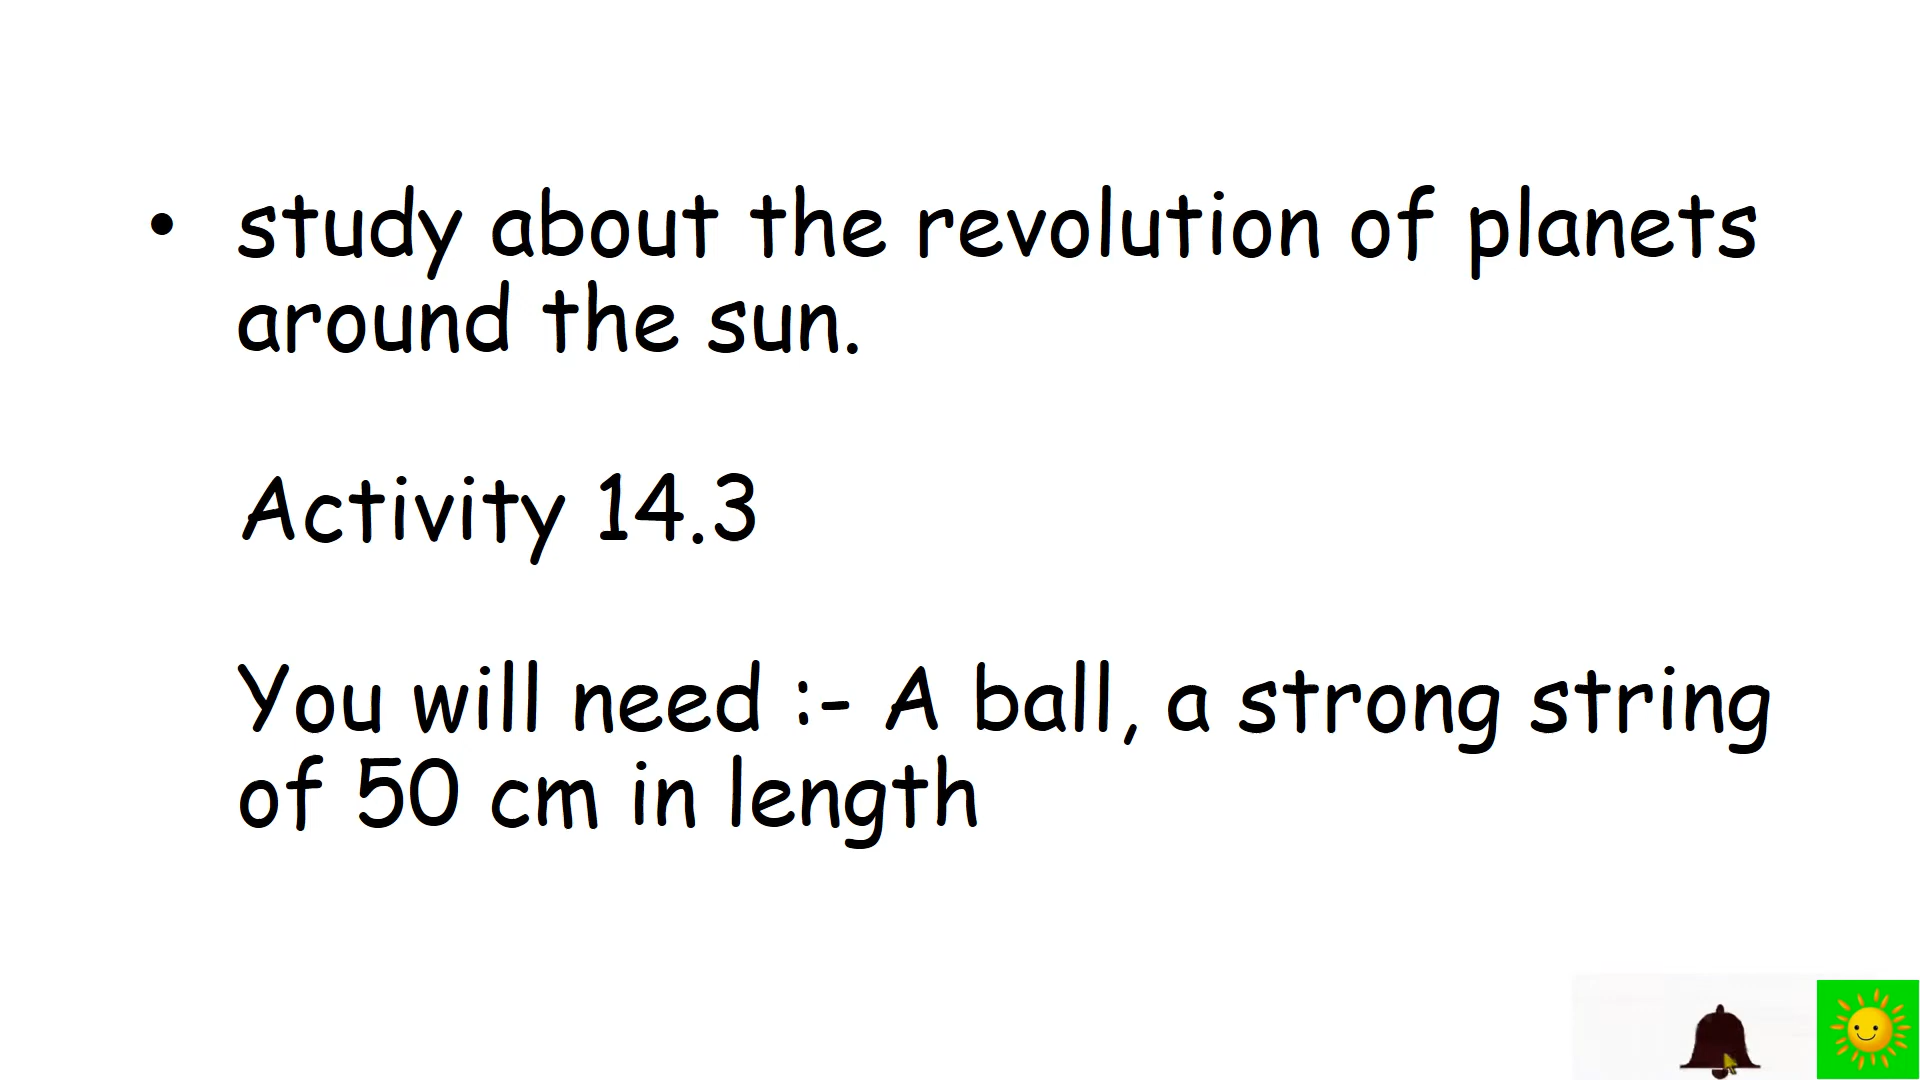 • study about the revolution of planets
around the sun.
Activity 14.3
You will need :- A ball, a strong string
of 50 cm in length